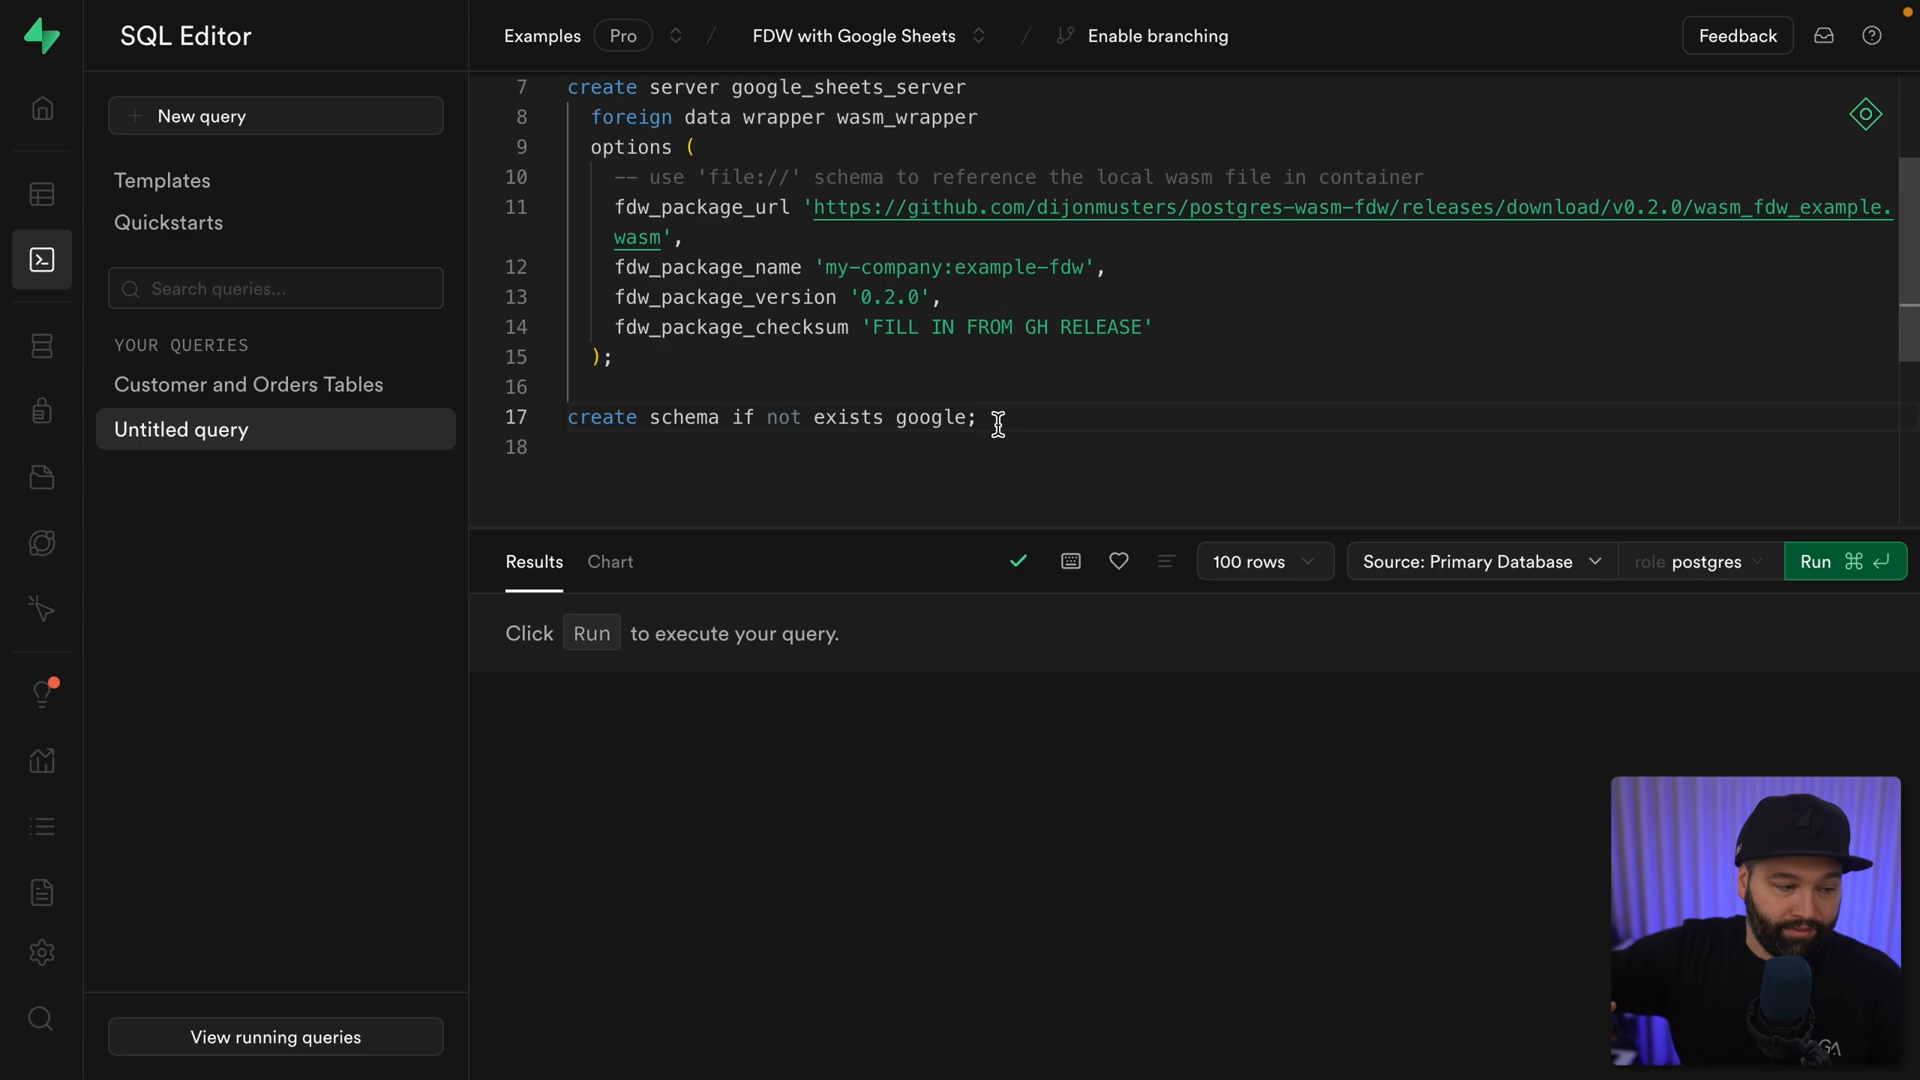 SQL Editor
Examples Pro / FDW with Google Sheets / Enable branching
Feedback
New query
Templates
Quickstarts
Search queries...
YOUR QUERIES
Customer and Orders Tables
Untitled query
View running queries
7 create server google_sheets_server
8 foreign data wrapper wasm_wrapper
9 options (
10 -- use 'file://' schema to reference the local wasm file in container
11 fdw_package_url 'https://github.com/dijonmusters/postgres-wasm-fdw/releases/download/v0.2.0/wasm_fdw_example.
wasm',
12 fdw_package_name 'my-company:example-fdw',
13 fdw_package_version '0.2.0',
14 fdw_package_checksum 'FILL IN FROM GH RELEASE'
15 );
16
17 create schema if not exists google;
18
Results Chart 100 rows Source: Primary Database role postgres Run ⌘ ↵
Click Run to execute your query.